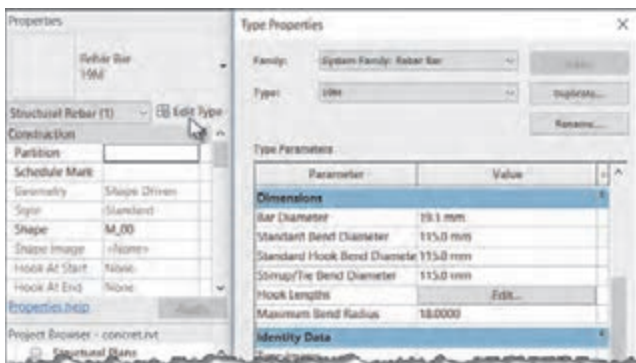 Properties
Rebar Bar
19M
Structural Rebar (1)
Edit Type
Construction
Partition
Schedule Mark
Geometry Shape Driven
Style Standard
Shape M_00
Shape Image <None>
Hook At Start None
Hook At End None
Properties help
Apply
Project Browser - concret.rvt
Structural Plans
Type Properties
Family: System Family: Rebar Bar
Type: 19M
Duplicate...
Rename...
Type Parameters
Parameter Value
Dimensions
Bar Diameter 19.1 mm
Standard Bend Diameter 115.0 mm
Standard Hook Bend Diamete 115.0 mm
Stirrup/Tie Bend Diameter 115.0 mm
Hook Lengths Edit...
Maximum Bend Radius 18.0000
Identity Data